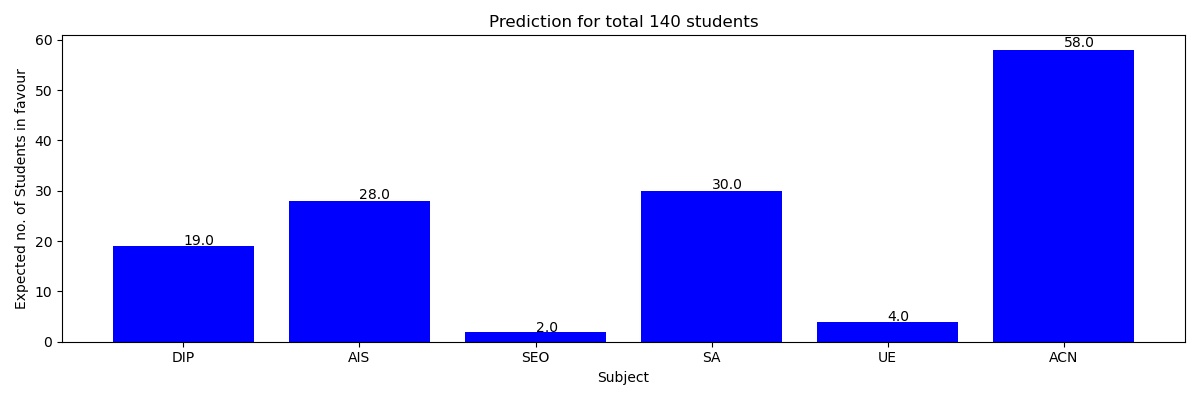 Prediction for total 140 students
Expected no. of Students in favour
60
50
40
30
20
10
0
19.0
28.0
2.0
30.0
4.0
58.0
DIP
AIS
SEO
SA
UE
ACN
Subject